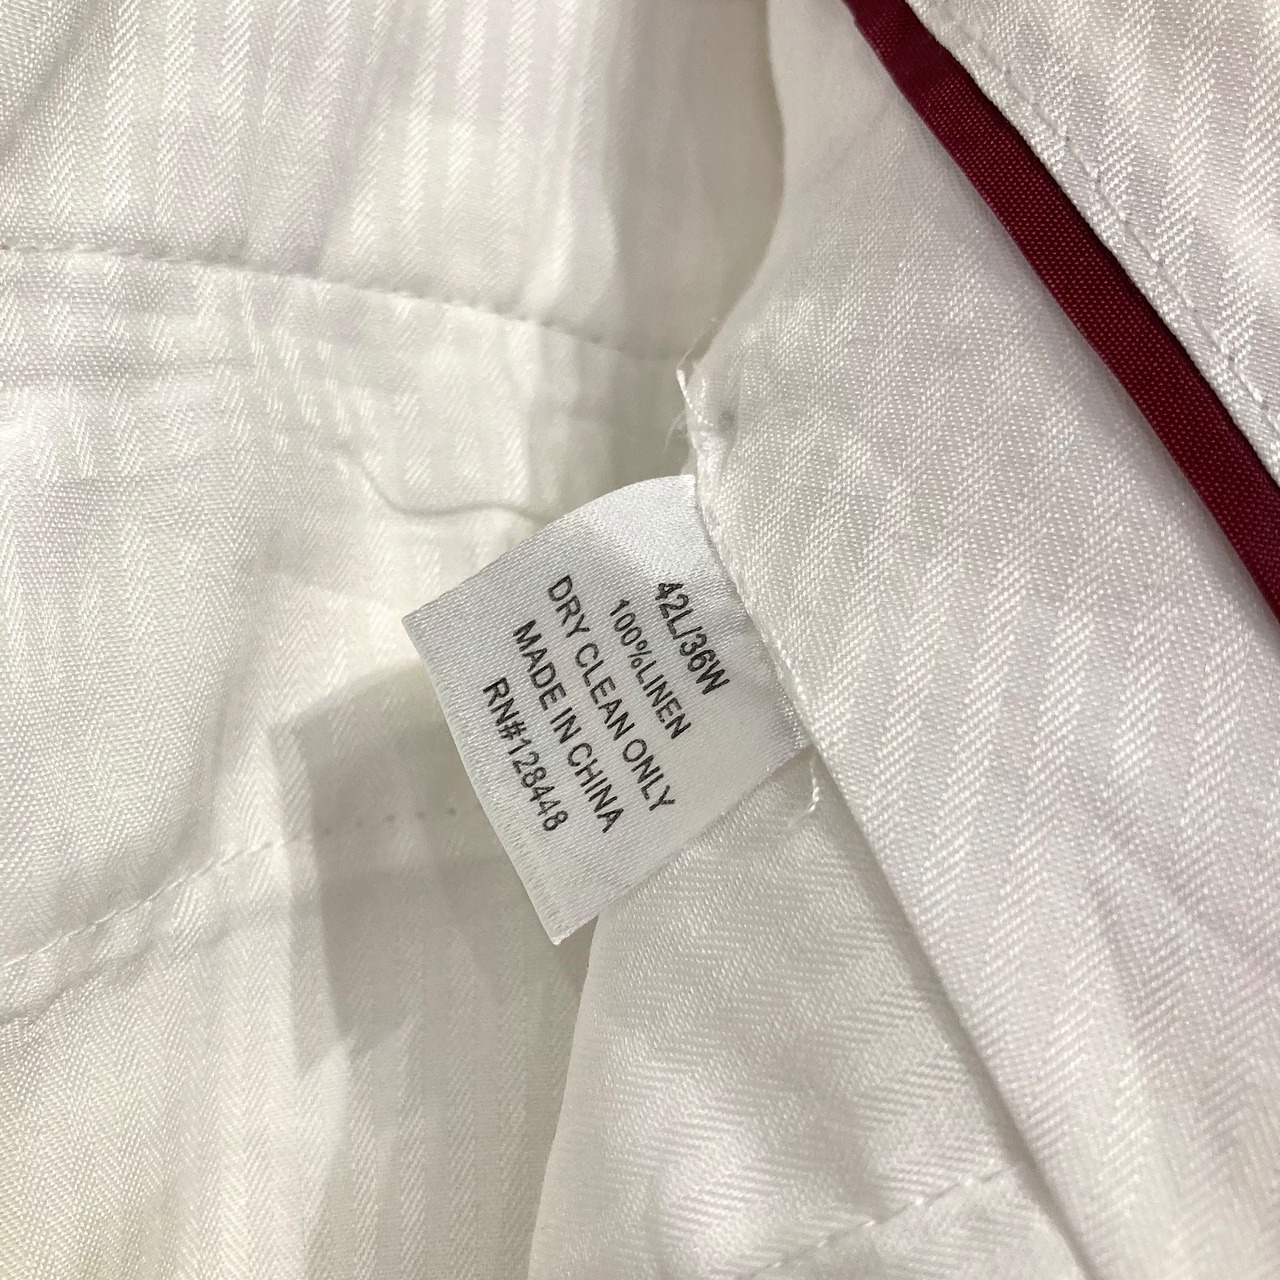 42L/36W
100%LINEN
DRY CLEAN ONLY
MADE IN CHINA
RN#128448